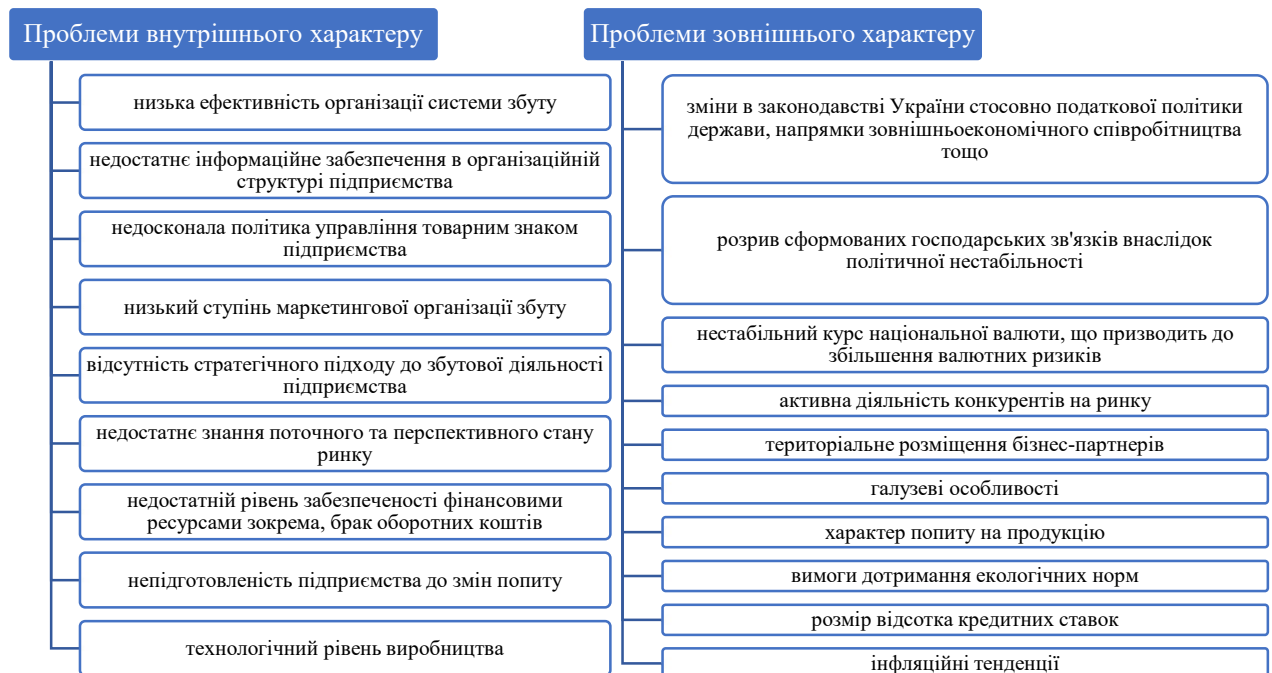 Проблеми внутрішнього характеру
низька ефективність організації системи збуту
недостатнє інформаційне забезпечення в організаційній
структурі підприємства
недосконала політика управління товарним знаком
підприємства
низький ступінь маркетингової організації збуту
відсутність стратегічного підходу до збутової діяльності
підприємства
недостатнє знання поточного та перспективного стану
ринку
недостатній рівень забезпеченості фінансовими
ресурсами зокрема, брак оборотних коштів
непідготовленість підприємства до змін попиту
технологічний рівень виробництва
Проблеми зовнішнього характеру
зміни в законодавстві України стосовно податкової політики
держави, напрямки зовнішньоекономічного співробітництва
тощо
розрив сформованих господарських зв'язків внаслідок
політичної нестабільності
нестабільний курс національної валюти, що призводить до
збільшення валютних ризиків
активна діяльність конкурентів на ринку
територіальне розміщення бізнес-партнерів
галузеві особливості
характер попиту на продукцію
вимоги дотримання екологічних норм
розмір відсотка кредитних ставок
інфляційні тенденції